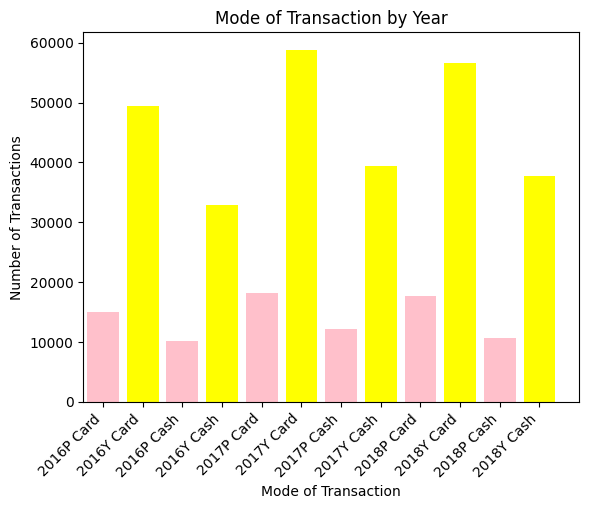 Mode of Transaction by Year
Number of Transactions
60000
50000
40000
30000
20000
10000
0
2016P Card
2016Y Card
2016P Cash
2016Y Cash
2017P Card
2017Y Card
2017P Cash
2017Y Cash
2018P Card
2018Y Card
2018P Cash
2018Y Cash
Mode of Transaction